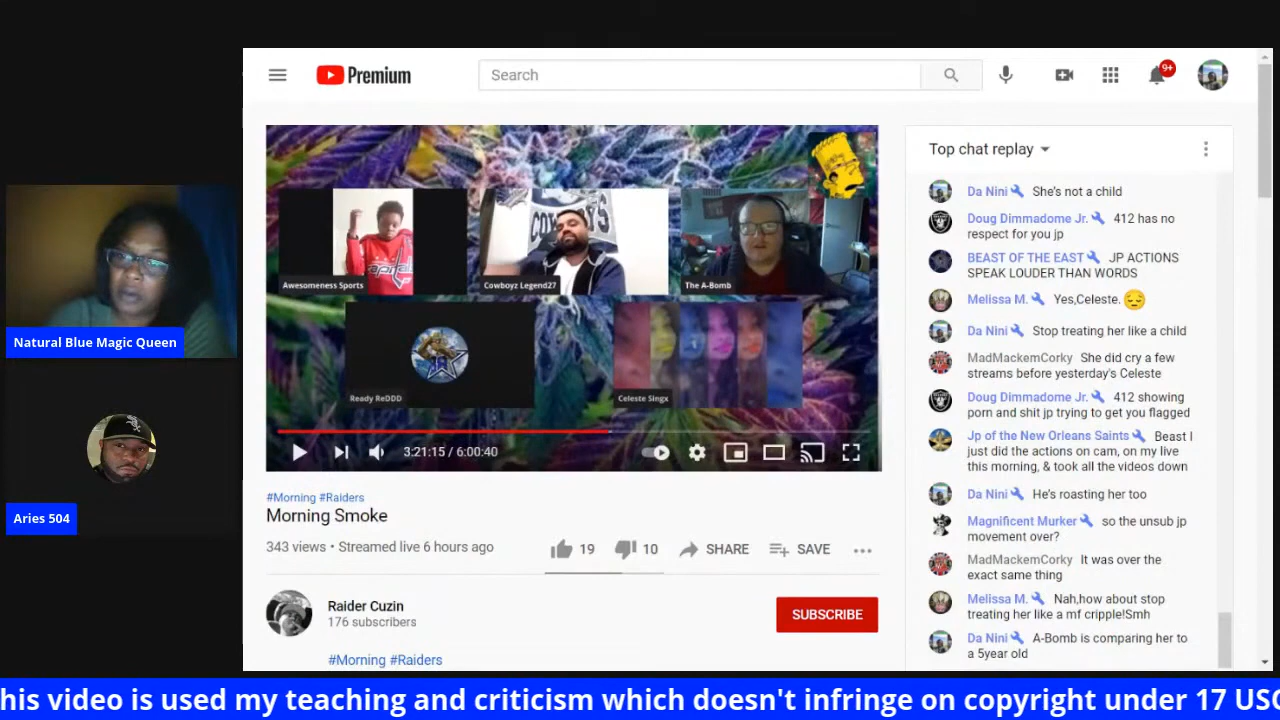 Premium
Search
9+
Natural Blue Magic Queen
Aries 504
COWBOYS
Capitals
Awesomeness Sports
Cowboyz Legend27
The A-Bomb
Ready ReDDD
Celeste Singx
3:21:15 / 6:00:40
#Morning #Raiders
Morning Smoke
343 views • Streamed live 6 hours ago
19
10
SHARE
SAVE
Raider Cuzin
176 subscribers
SUBSCRIBE
#Morning #Raiders
Top chat replay
Da Nini She's not a child
Doug Dimmadome Jr. 412 has no
respect for you jp
BEAST OF THE EAST JP ACTIONS
SPEAK LOUDER THAN WORDS
Melissa M. Yes,Celeste. 😔
Da Nini Stop treating her like a child
MadMackemCorky She did cry a few
streams before yesterday's Celeste
Doug Dimmadome Jr. 412 showing
porn and shit jp trying to get you flagged
Jp of the New Orleans Saints Beast I
just did the actions on cam, on my live
this morning, & took all the videos down
Da Nini He's roasting her too
Magnificent Murker so the unsub jp
movement over?
MadMackemCorky It was over the
exact same thing
Melissa M. Nah,how about stop
treating her like a mf cripple!Smh
Da Nini A-Bomb is comparing her to
a 5year old
his video is used my teaching and criticism which doesn't infringe on copyright under 17 USC